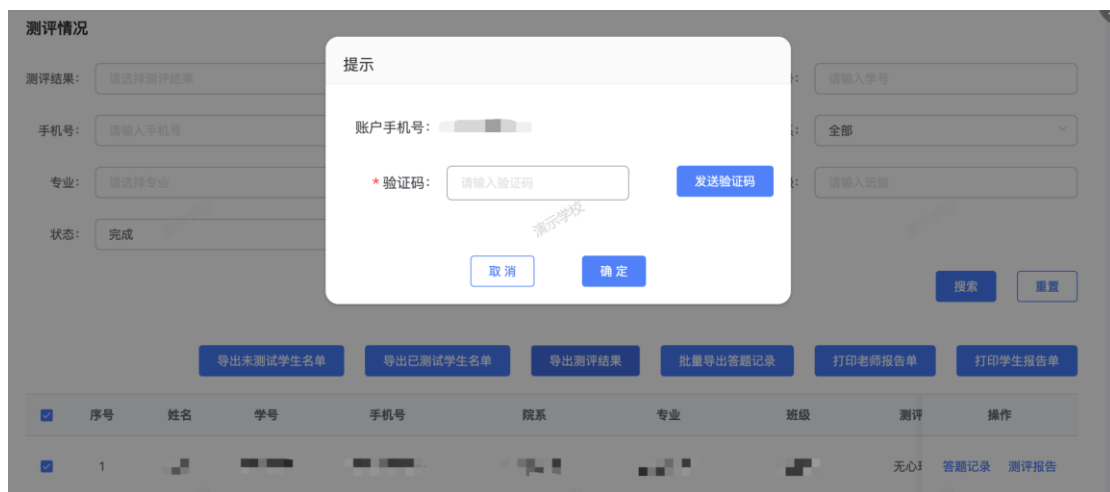 测评情况
提示
测评结果： 请选择测评结果
请输入学号
手机号： 请输入手机号
账户手机号：
全部
专业： 请选择专业
*验证码： 请输入验证码 发送验证码
请输入班级
演示学校
状态： 完成
取 消 确 定
搜索 重置
导出未测试学生名单 导出已测试学生名单 导出测评结果 批量导出答题记录 打印老师报告单 打印学生报告单
序号 姓名 学号 手机号 院系 专业 班级 测评 操作
1 无心 答题记录 测评报告